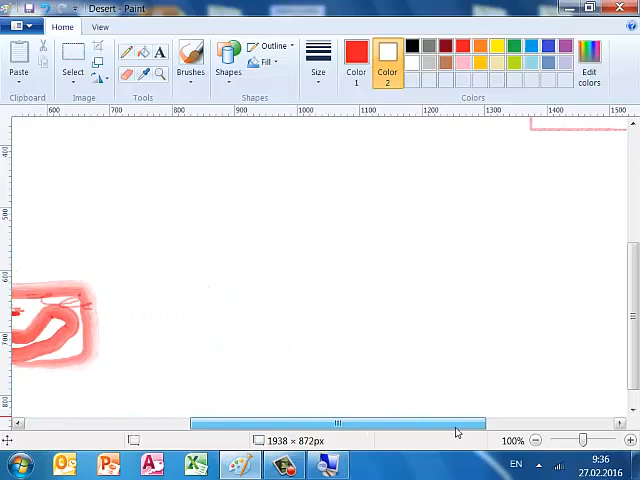 Desert - Paint
Home View
Paste Select Brushes Shapes Outline Fill Size Color 1 Color 2 Edit colors
Clipboard Image Tools Shapes Colors
600 700 800 900 1000 1100 1200 1300 1400 1500
400
500
600
700
800
1938 × 872px 100%
EN 9:36
27.02.2016